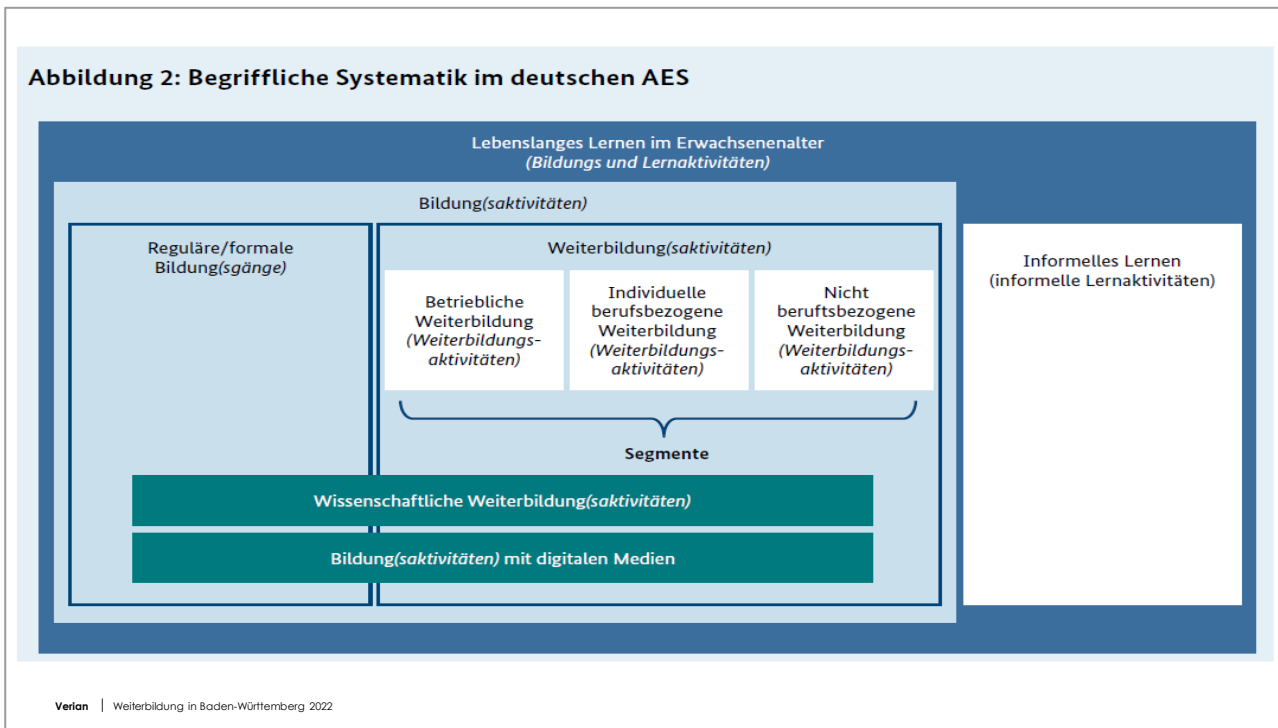 Abbildung 2: Begriffliche Systematik im deutschen AES
Lebenslanges Lernen im Erwachsenenalter
(Bildungs und Lernaktivitäten)
Bildung(saktivitäten)
Reguläre/formale
Bildung(sgänge)
Weiterbildung(saktivitäten)
Betriebliche
Weiterbildung
(Weiterbildungs-
aktivitäten)
Individuelle
berufsbezogene
Weiterbildung
(Weiterbildungs-
aktivitäten)
Nicht
beruftsbezogene
Weiterbildung
(Weiterbildungs-
aktivitäten)
Informelles Lernen
(informelle Lernaktivitäten)
Segmente
Wissenschaftliche Weiterbildung(saktivitäten)
Bildung(saktivitäten) mit digitalen Medien
Verian | Weiterbildung in Baden-Württemberg 2022